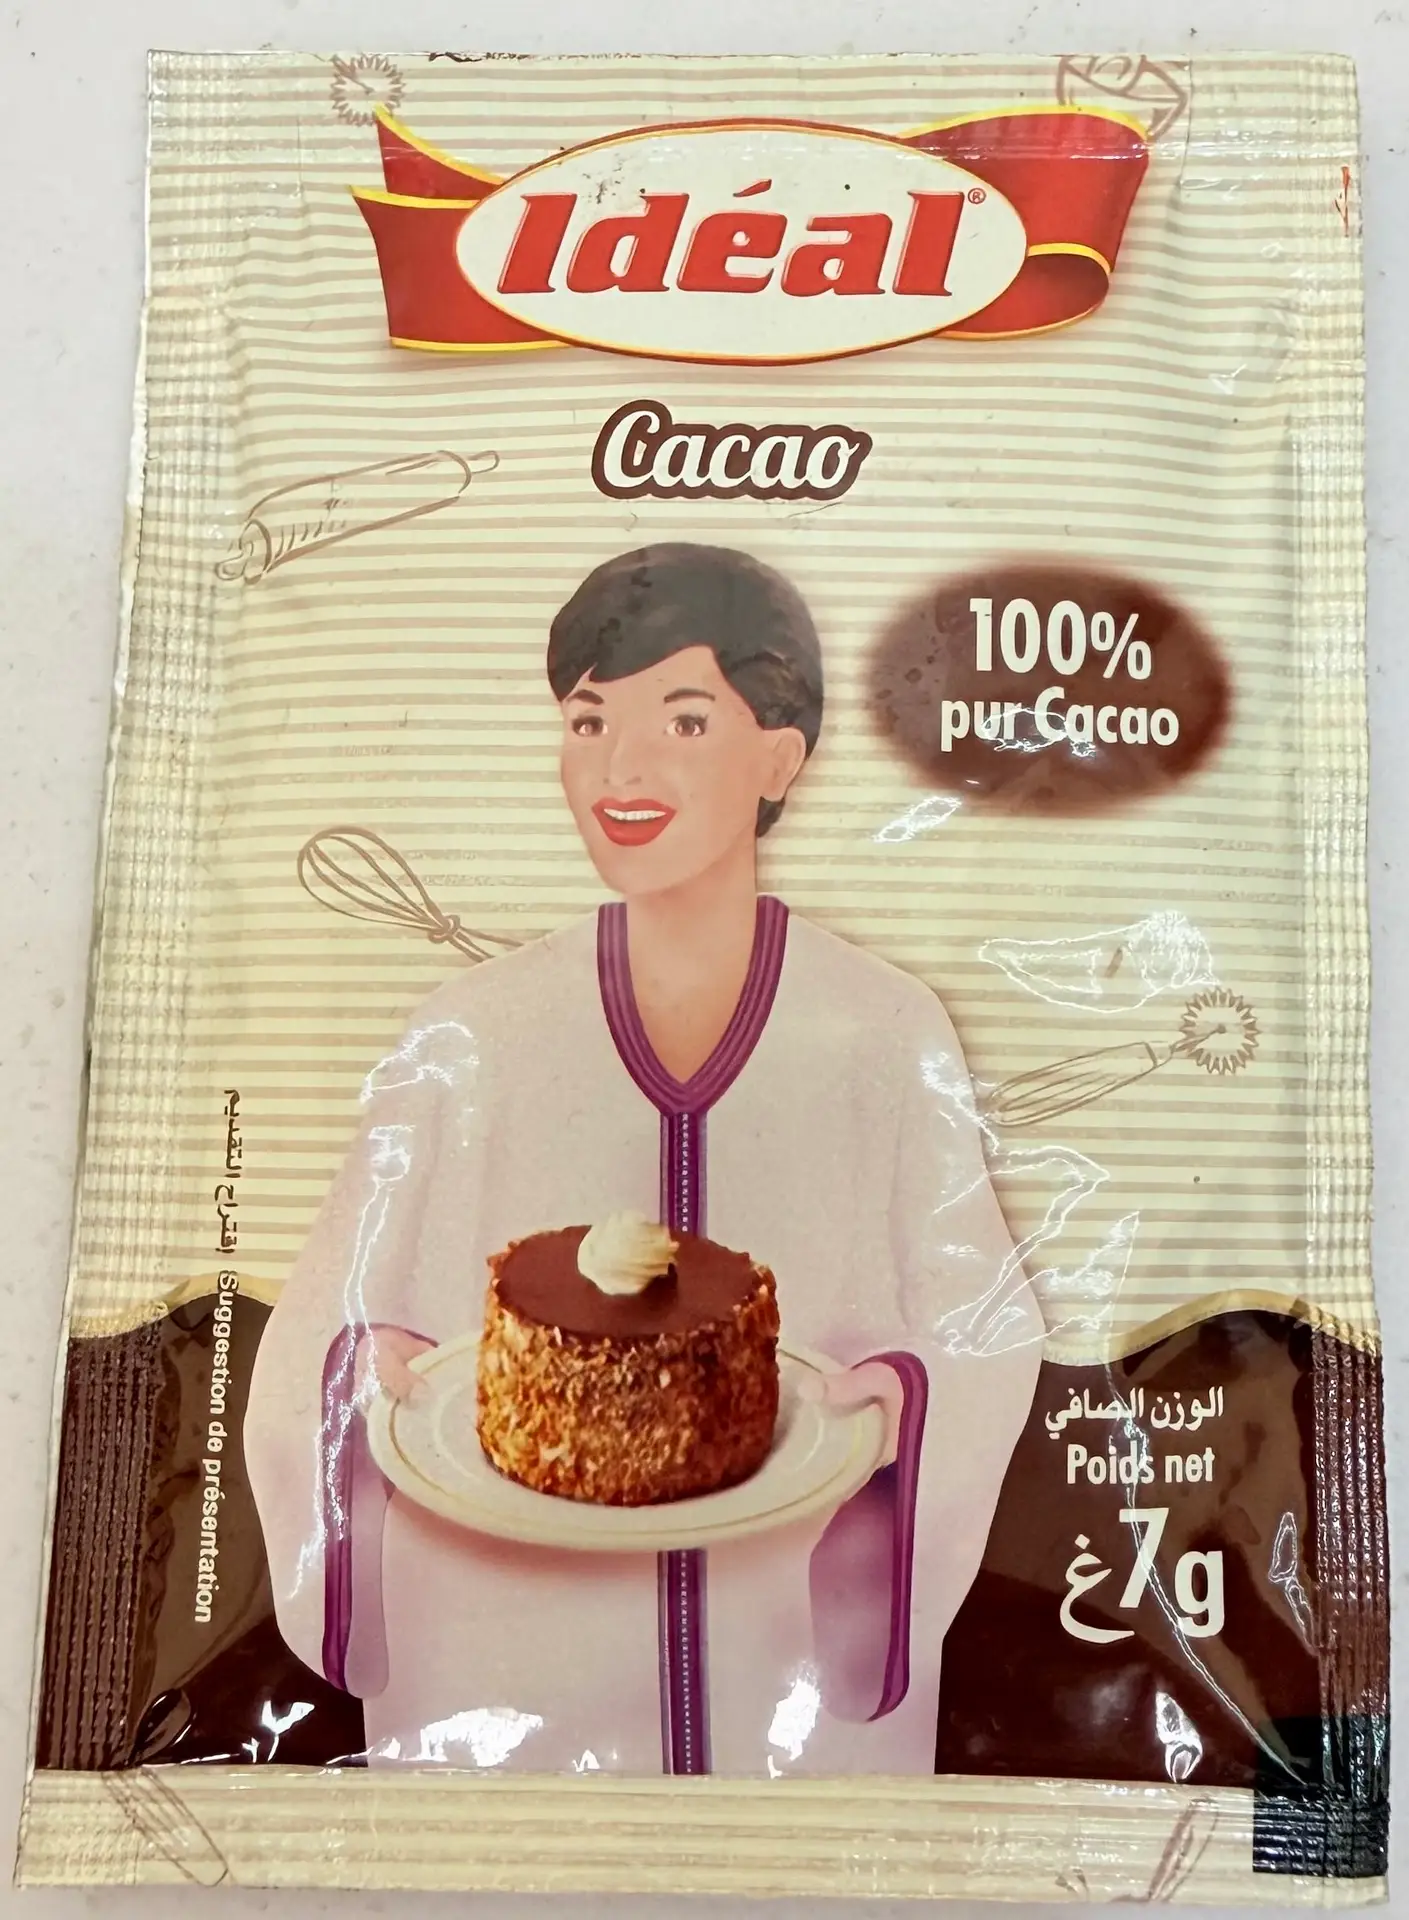 Idéal®
Cacao
100%
pur Cacao
اقتراح التقديم Suggestion de présentation
الوزن الصافي
Poids net
7g غ